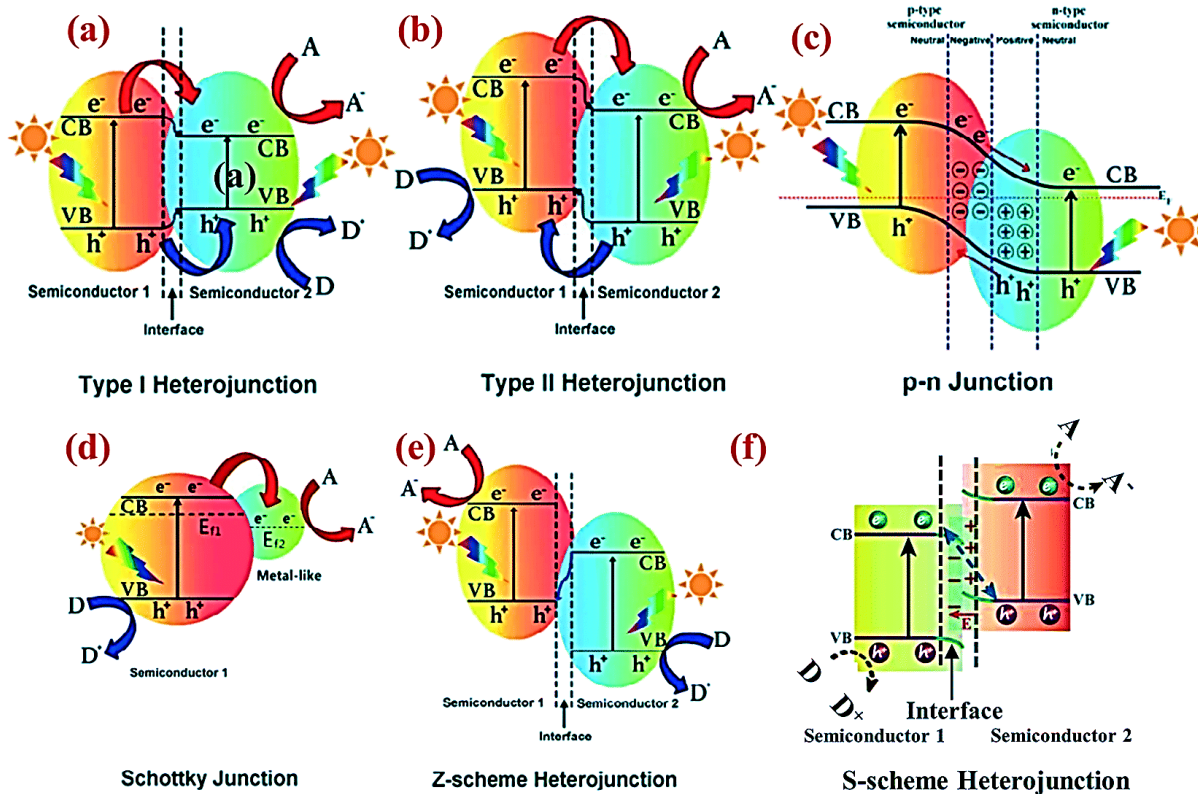 (a)
A
e⁻ e⁻
CB
A⁻
e⁻ e⁻
CB
(a)
VB
VB
h⁺ h⁺
h⁺ h⁺
D⁺
D
Semiconductor 1
Semiconductor 2
Interface
Type I Heterojunction
(b)
A
e⁻ e⁻
CB
A⁻
e⁻ e⁻
CB
D
VB
h⁺ h⁺
VB
h⁺ h⁺
D⁺
Semiconductor 1
Semiconductor 2
Interface
Type II Heterojunction
p-type
semiconductor
n-type
semiconductor
(c)
Neutral
Negative
Positive
Neutral
CB
e⁻
e⁻
e⁻
e⁻
CB
E
VB
h⁺
h⁺ h⁺
h⁺
VB
p-n Junction
(d)
A
e⁻ e⁻
CB
Ef1
e⁻ e⁻
Ef2
A⁻
Metal-like
VB
D
h⁺ h⁺
D⁺
Semiconductor 1
Schottky Junction
(e)
A
A⁻
e⁻ e⁻
CB
e⁻ e⁻
CB
VB
h⁺ h⁺
VB
D
h⁺ h⁺
D⁺
Semiconductor 1
Semiconductor 2
Interface
Z-scheme Heterojunction
(f)
A
A-
e⁻ e⁻
CB
e⁻ e⁻
CB
+
+
+
+
−
−
−
−
VB
E
h⁺ h⁺
VB
h⁺ h⁺
D
D×
Interface
Semiconductor 1
Semiconductor 2
S-scheme Heterojunction